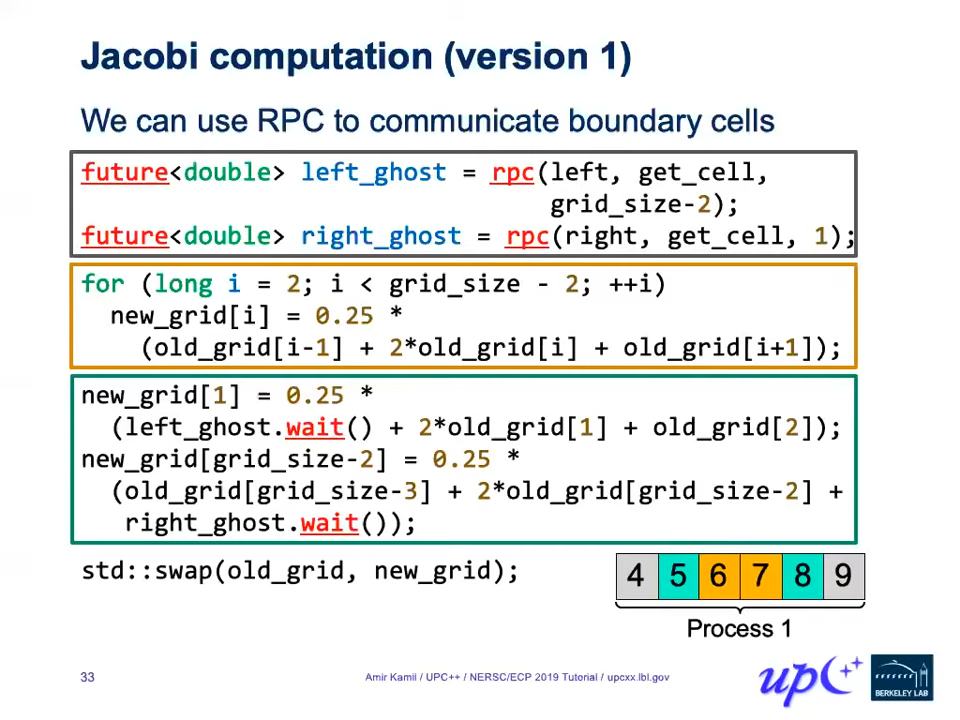 Jacobi computation (version 1)
We can use RPC to communicate boundary cells
future<double> left_ghost = rpc(left, get_cell,
grid_size-2);
future<double> right_ghost = rpc(right, get_cell, 1);
for (long i = 2; i < grid_size - 2; ++i)
new_grid[i] = 0.25 *
(old_grid[i-1] + 2*old_grid[i] + old_grid[i+1]);
new_grid[1] = 0.25 *
(left_ghost.wait() + 2*old_grid[1] + old_grid[2]);
new_grid[grid_size-2] = 0.25 *
(old_grid[grid_size-3] + 2*old_grid[grid_size-2] +
right_ghost.wait());
std::swap(old_grid, new_grid);
4 5 6 7 8 9
Process 1
33
Amir Kamil / UPC++ / NERSC/ECP 2019 Tutorial / upcxx.lbl.gov
UPC++
BERKELEY LAB